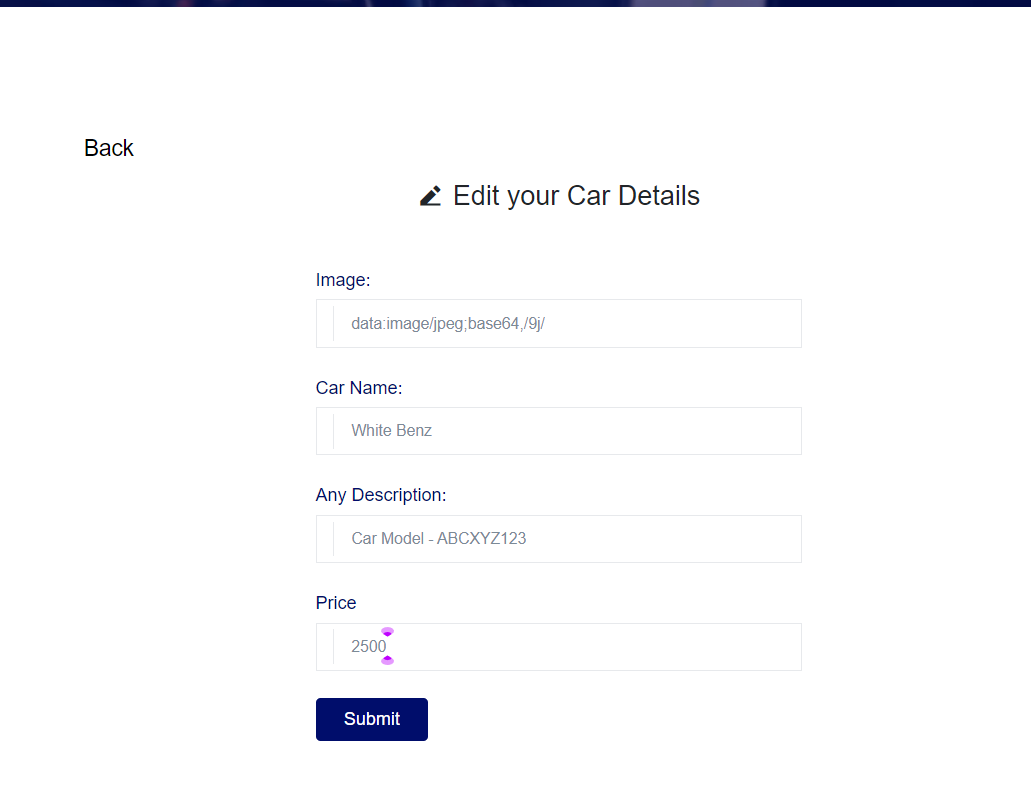 Back
Edit your Car Details
Image:
data:image/jpeg;base64,/9j/
Car Name:
White Benz
Any Description:
Car Model - ABCXYZ123
Price
2500
Submit